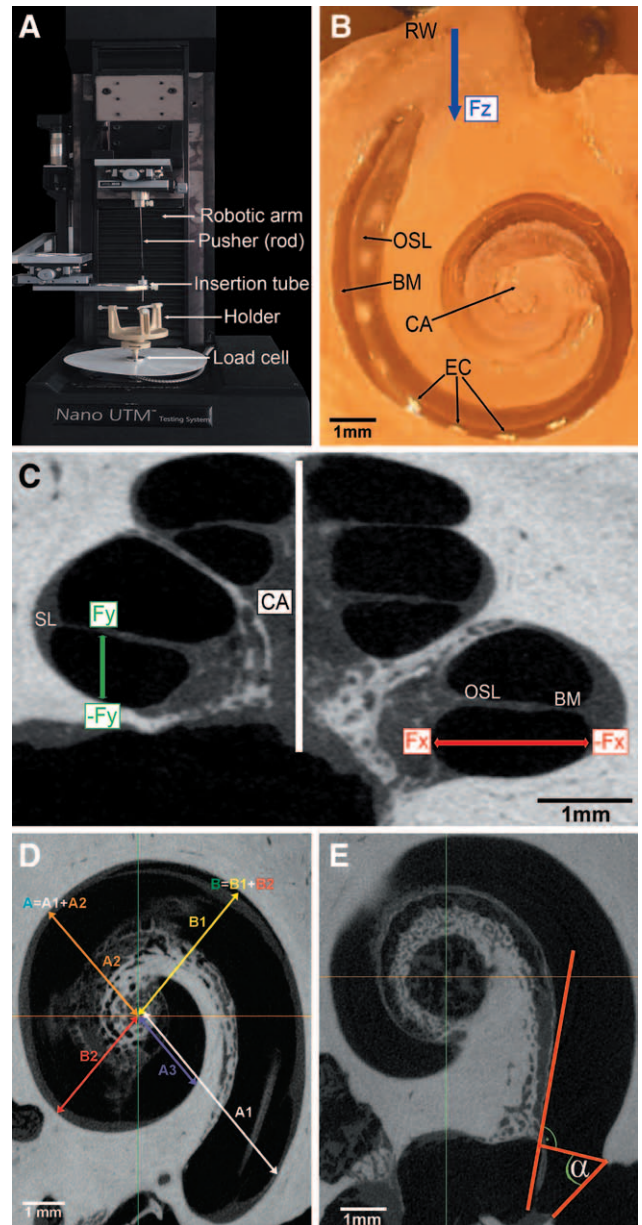 A
Robotic arm
Pusher (rod)
Insertion tube
Holder
Load cell
Nano UTM™ Testing System
B
RW
Fz
OSL
BM
CA
EC
1mm
C
Fy
SL
CA
-Fy
OSL
BM
Fx
-Fx
1mm
D
A=A1+A2
B=B1+B2
B1
A2
B2
A3
A1
1 mm
E
α
1mm